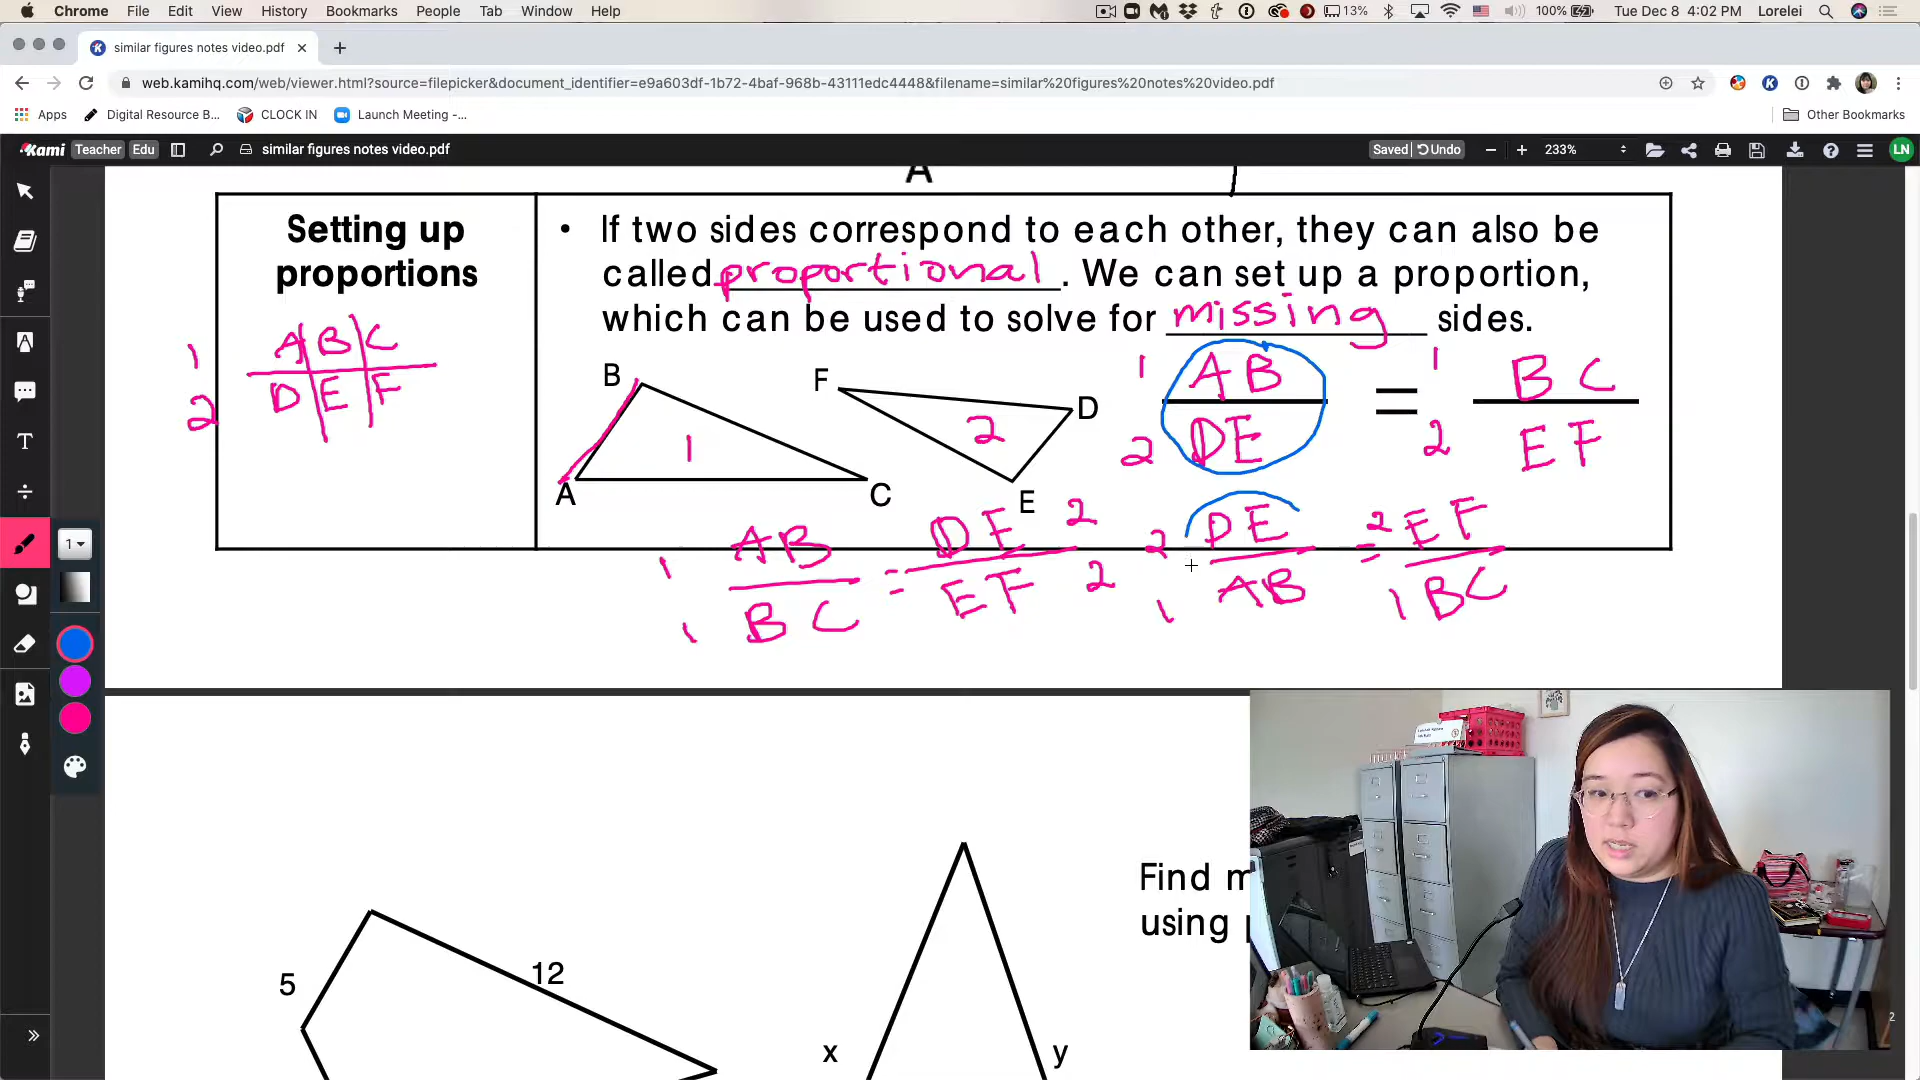 Chrome File Edit View History Bookmarks People Tab Window Help
13% 100% Tue Dec 8 4:02 PM Lorelei
similar figures notes video.pdf
web.kamihq.com/web/viewer.html?source=filepicker&document_identifier=e9a603df-1b72-4baf-968b-43111edc4448&filename=similar%20figures%20notes%20video.pdf
Apps Digital Resource B... CLOCK IN Launch Meeting -... Other Bookmarks
Kami Teacher Edu similar figures notes video.pdf Saved Undo 233% LN
A
Setting up
proportions
1 A B C
2 D E F
• If two sides correspond to each other, they can also be
called proportional. We can set up a proportion,
which can be used to solve for missing sides.
B
A
C
1
F
D
E
2
1 AB = 1 BC
2 DE 2 EF
1 AB = DE 2
1 BC EF 2
2 DE = 2 EF
1 AB 1 BC
5
12
x
y
Find m
using p
2
1
T